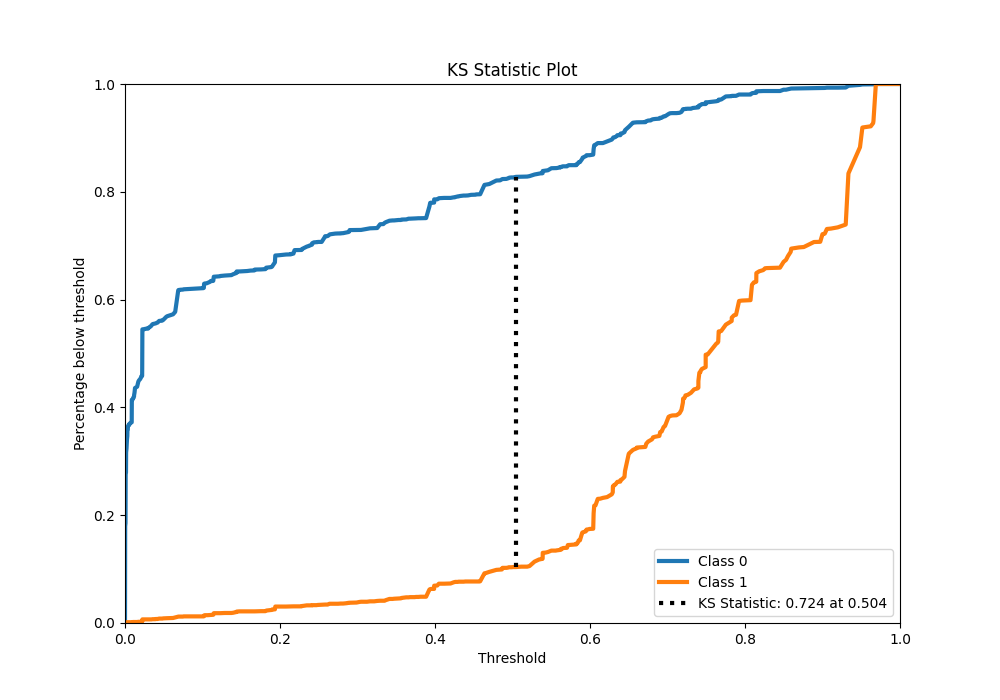 KS Statistic Plot
1.0
0.8
0.6
0.4
0.2
0.0
Percentage below threshold
0.0 0.2 0.4 0.6 0.8 1.0
Threshold
Class 0
Class 1
KS Statistic: 0.724 at 0.504